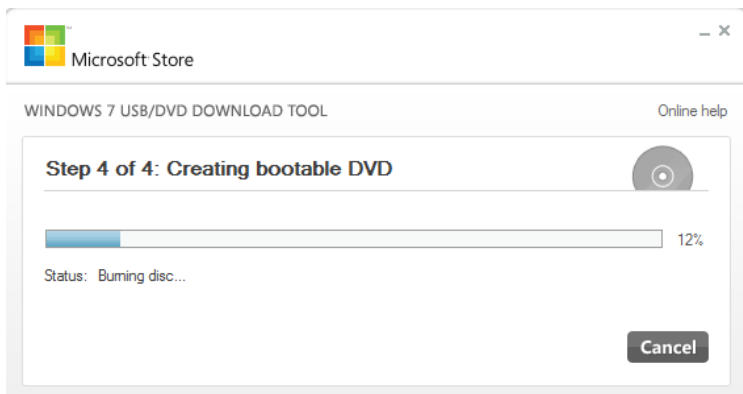 Microsoft Store
WINDOWS 7 USB/DVD DOWNLOAD TOOL Online help
Step 4 of 4: Creating bootable DVD
12%
Status: Burning disc...
Cancel